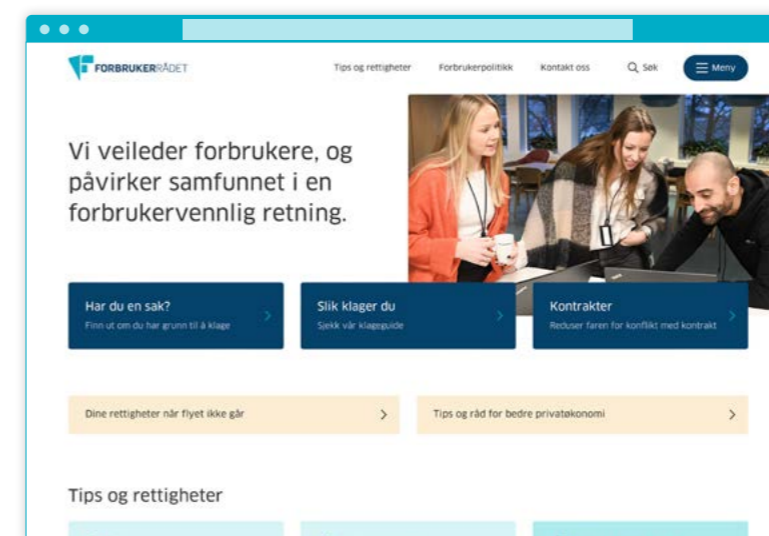 FORBRUKERRÅDET
Tips og rettigheter
Forbrukerpolitikk
Kontakt oss
Søk
Meny
Vi veileder forbrukere, og
påvirker samfunnet i en
forbrukervennlig retning.
Har du en sak?
Finn ut om du har grunn til å klage
Slik klager du
Sjekk vår klageguide
Kontrakter
Reduser faren for konflikt med kontrakt
Dine rettigheter når flyet ikke går
Tips og råd for bedre privatøkonomi
Tips og rettigheter